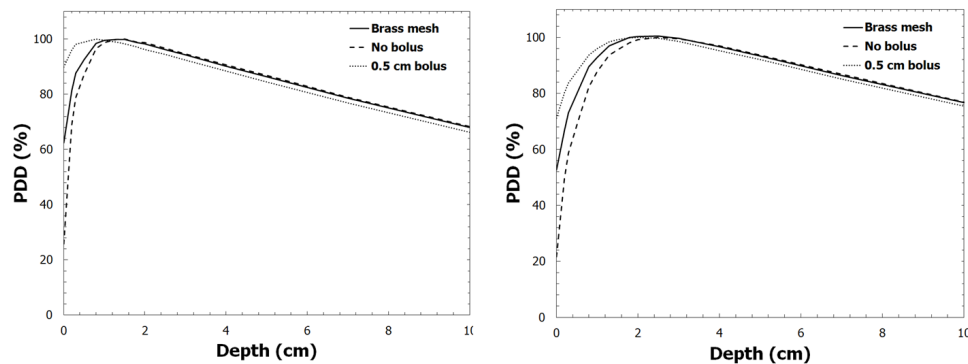 Brass mesh
No bolus
0.5 cm bolus
PDD (%)
100
80
60
40
20
0
0 2 4 6 8 10
Depth (cm)
Brass mesh
No bolus
0.5 cm bolus
PDD (%)
100
80
60
40
20
0
0 2 4 6 8 10
Depth (cm)